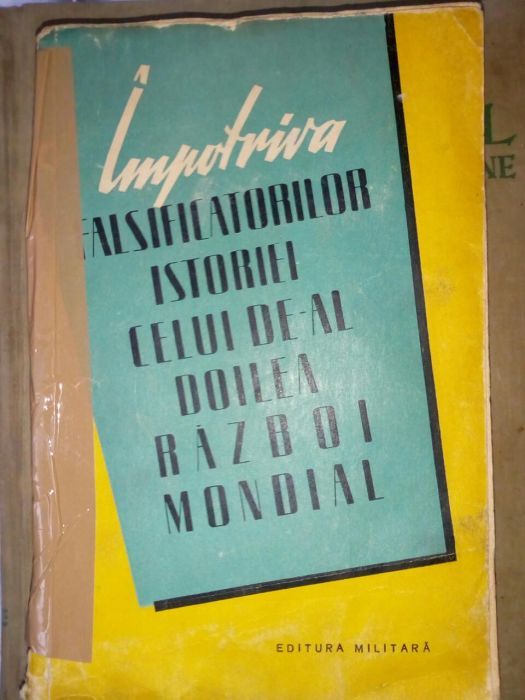 Împotriva
FALSIFICATORILOR
ISTORIEI
CELUI DE-AL
DOILEA
RĂZBOI
MONDIAL
EDITURA MILITARĂ